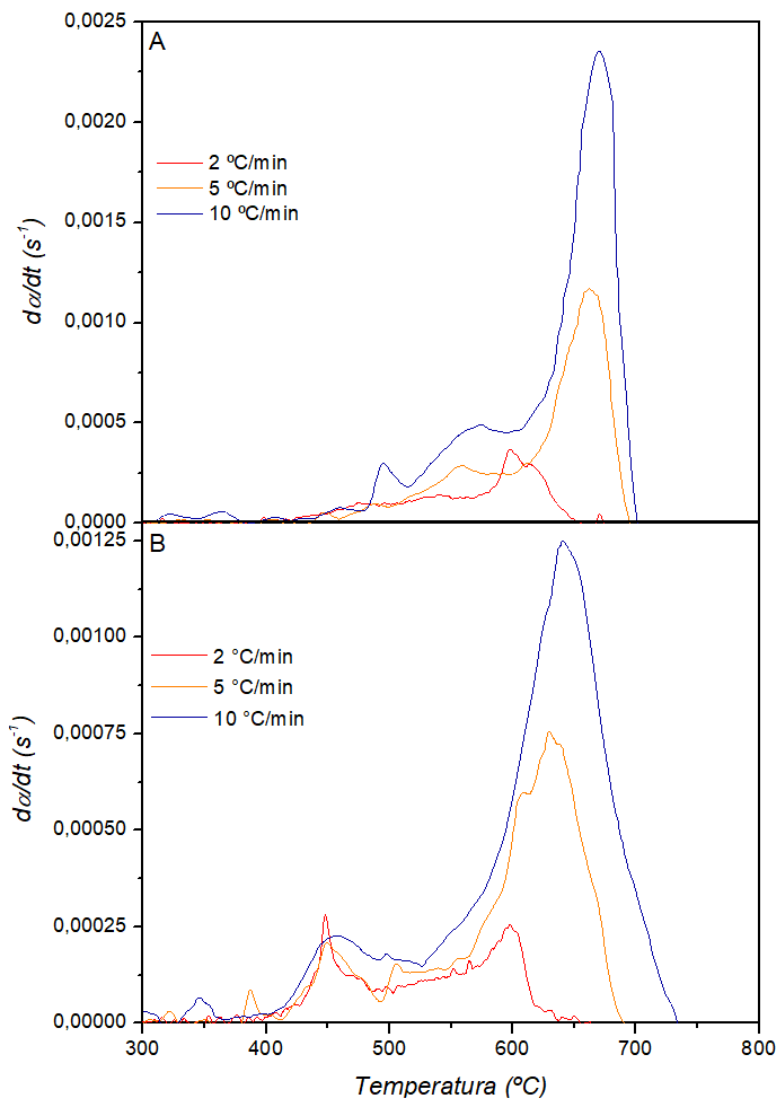 A
0,0025
0,0020
0,0015
0,0010
0,0005
0,0000
dα/dt (s-1)
2 ºC/min
5 ºC/min
10 ºC/min
B
0,00125
0,00100
0,00075
0,00050
0,00025
0,00000
dα/dt (s-1)
2 °C/min
5 °C/min
10 °C/min
300 400 500 600 700 800
Temperatura (ºC)